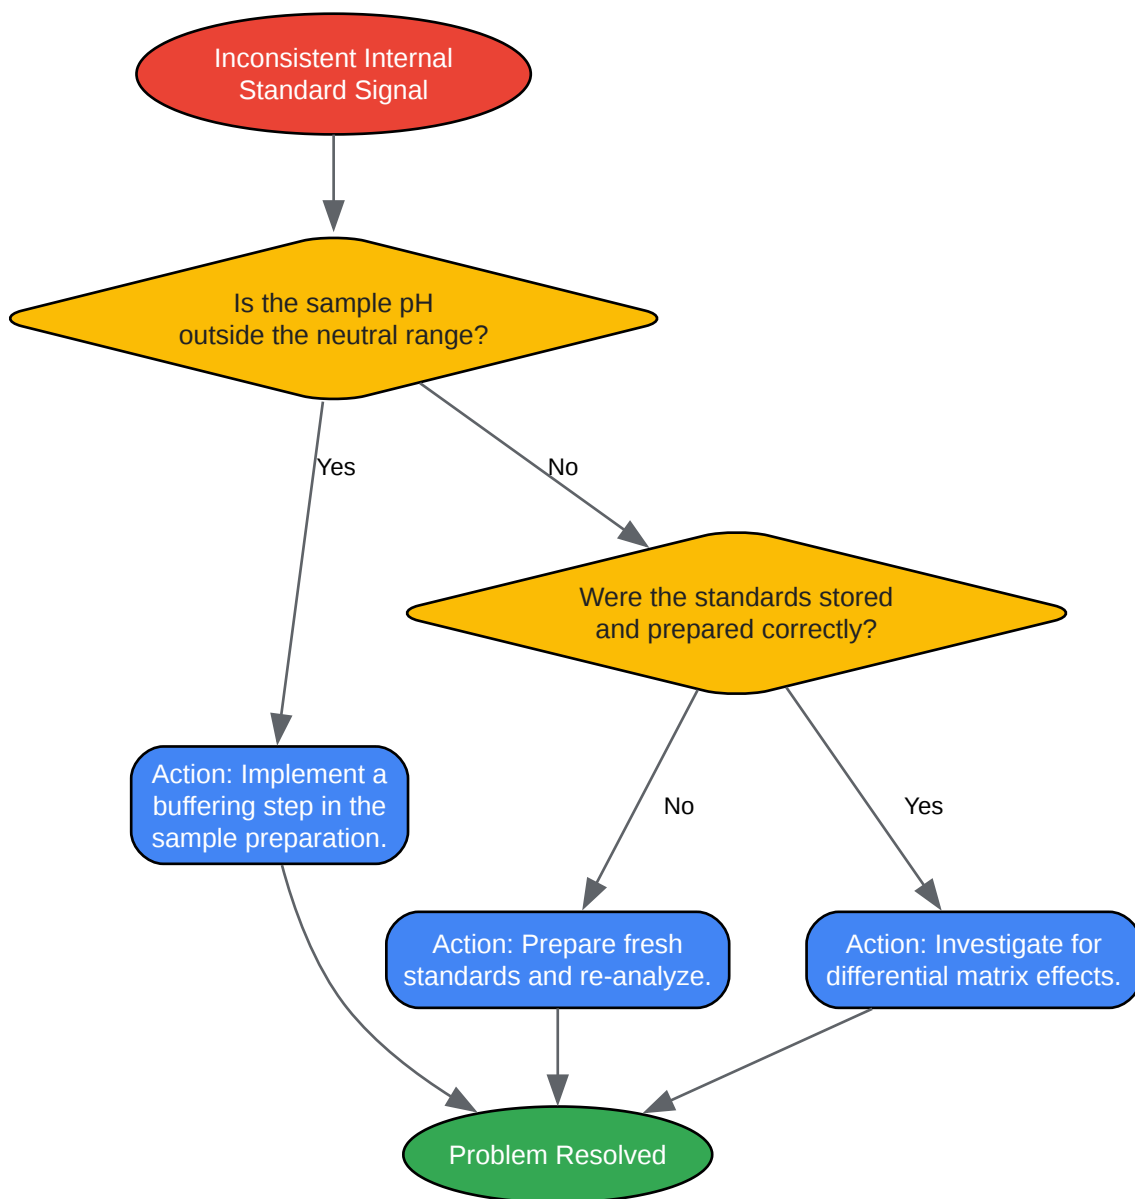 Inconsistent Internal
Standard Signal
Is the sample pH
outside the neutral range?
Yes
No
Were the standards stored
and prepared correctly?
Action: Implement a
buffering step in the
sample preparation.
No
Yes
Action: Prepare fresh
standards and re-analyze.
Action: Investigate for
differential matrix effects.
Problem Resolved